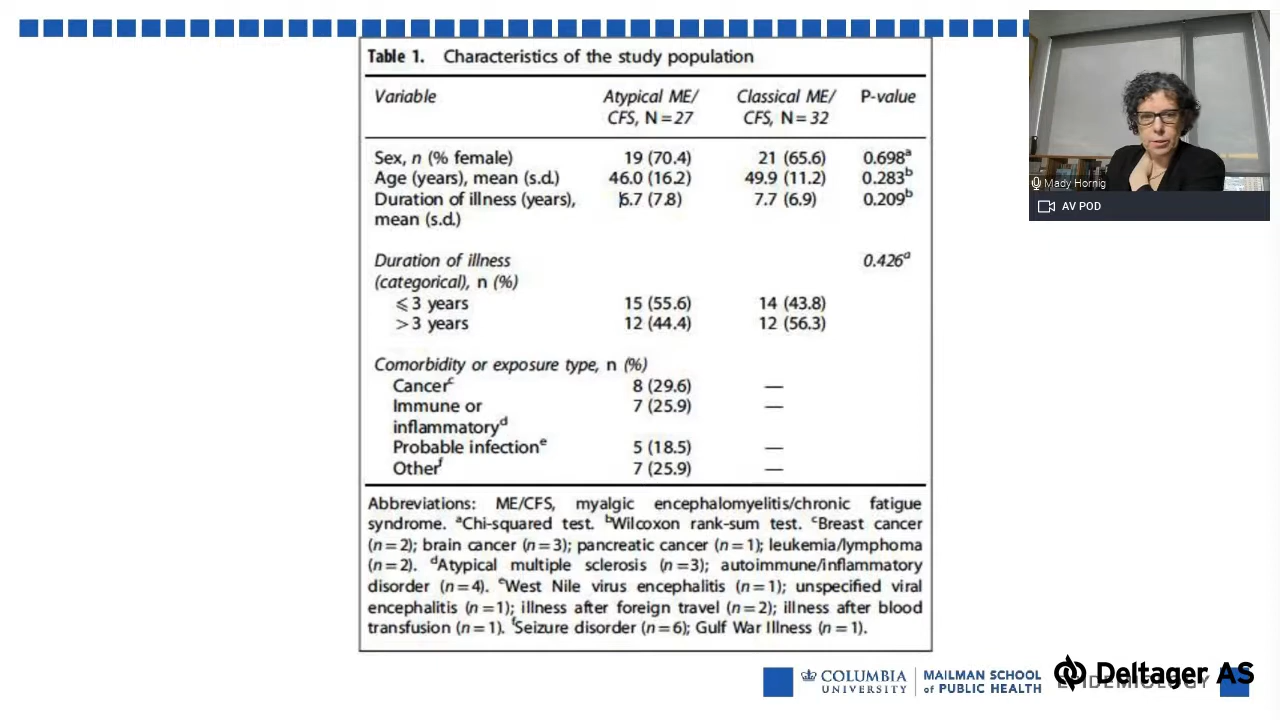 Table 1. Characteristics of the study population
Variable Atypical ME/ Classical ME/ P-value
CFS, N=27 CFS, N=32
Sex, n (% female) 19 (70.4) 21 (65.6) 0.698a
Age (years), mean (s.d.) 46.0 (16.2) 49.9 (11.2) 0.283b
Duration of illness (years), 6.7 (7.8) 7.7 (6.9) 0.209b
mean (s.d.)
Duration of illness 0.426a
(categorical), n (%)
⩽3 years 15 (55.6) 14 (43.8)
>3 years 12 (44.4) 12 (56.3)
Comorbidity or exposure type, n (%)
Cancerc 8 (29.6) —
Immune or 7 (25.9) —
inflammatoryd
Probable infectione 5 (18.5) —
Otherf 7 (25.9) —
Abbreviations: ME/CFS, myalgic encephalomyelitis/chronic fatigue
syndrome. aChi-squared test. bWilcoxon rank-sum test. cBreast cancer
(n=2); brain cancer (n=3); pancreatic cancer (n=1); leukemia/lymphoma
(n=2). dAtypical multiple sclerosis (n=3); autoimmune/inflammatory
disorder (n=4). eWest Nile virus encephalitis (n=1); unspecified viral
encephalitis (n=1); illness after foreign travel (n=2); illness after blood
transfusion (n=1). fSeizure disorder (n=6); Gulf War Illness (n=1).
Mady Hornig
AV POD
COLUMBIA
UNIVERSITY
MAILMAN SCHOOL
of PUBLIC HEALTH
EPIDEMIOLOGY
Deltager AS